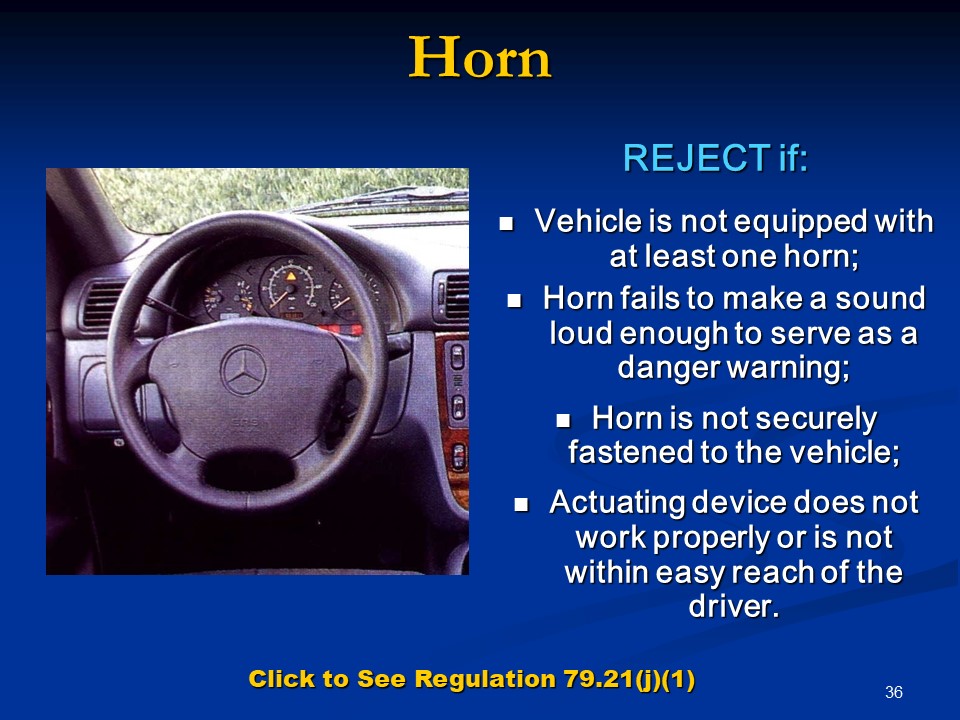 Horn
REJECT if:
Vehicle is not equipped with
at least one horn;
Horn fails to make a sound
loud enough to serve as a
danger warning;
Horn is not securely
fastened to the vehicle;
Actuating device does not
work properly or is not
within easy reach of the
driver.
Click to See Regulation 79.21(j)(1)
36